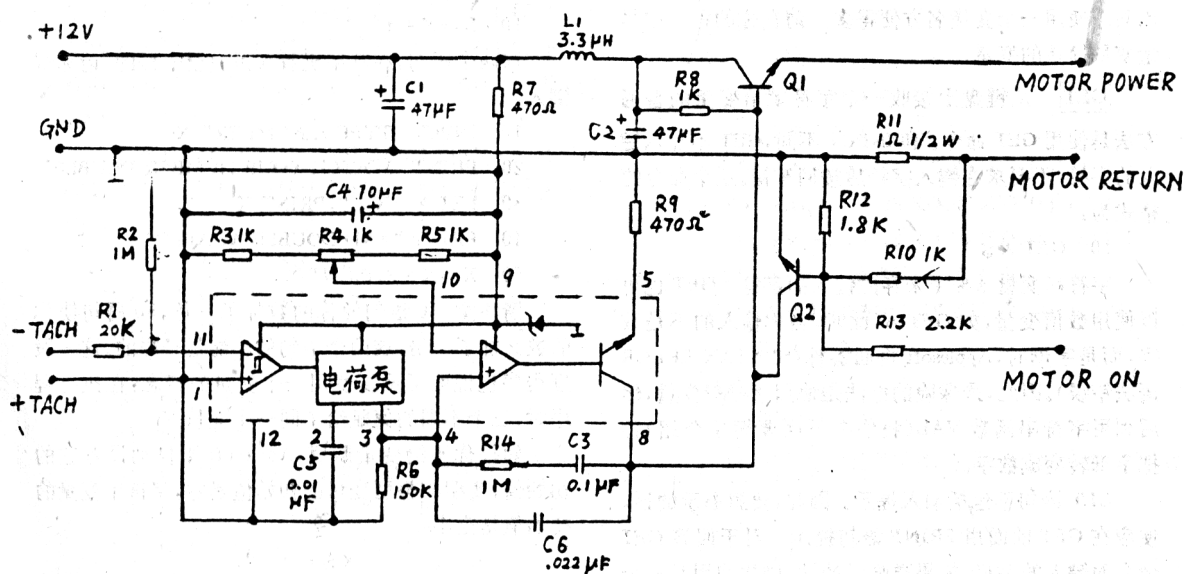 +12V
L1
3.3μH
C1
47μF
R7
470Ω
R8
1K
Q1
MOTOR POWER
GND
C2
47μF
R11
1Ω 1/2W
MOTOR RETURN
C4 10μF
R2
1M
R3 1K
R4 1K
R5 1K
R9
470Ω
R12
1.8K
R10 1K
10
9
5
Q2
R13
2.2K
MOTOR ON
-TACH
R1
20K
11
电荷泵
+TACH
1
12
2
3
4
8
C5
0.01
μF
R6
150K
R14
1M
C3
0.1μF
C6
.022μF